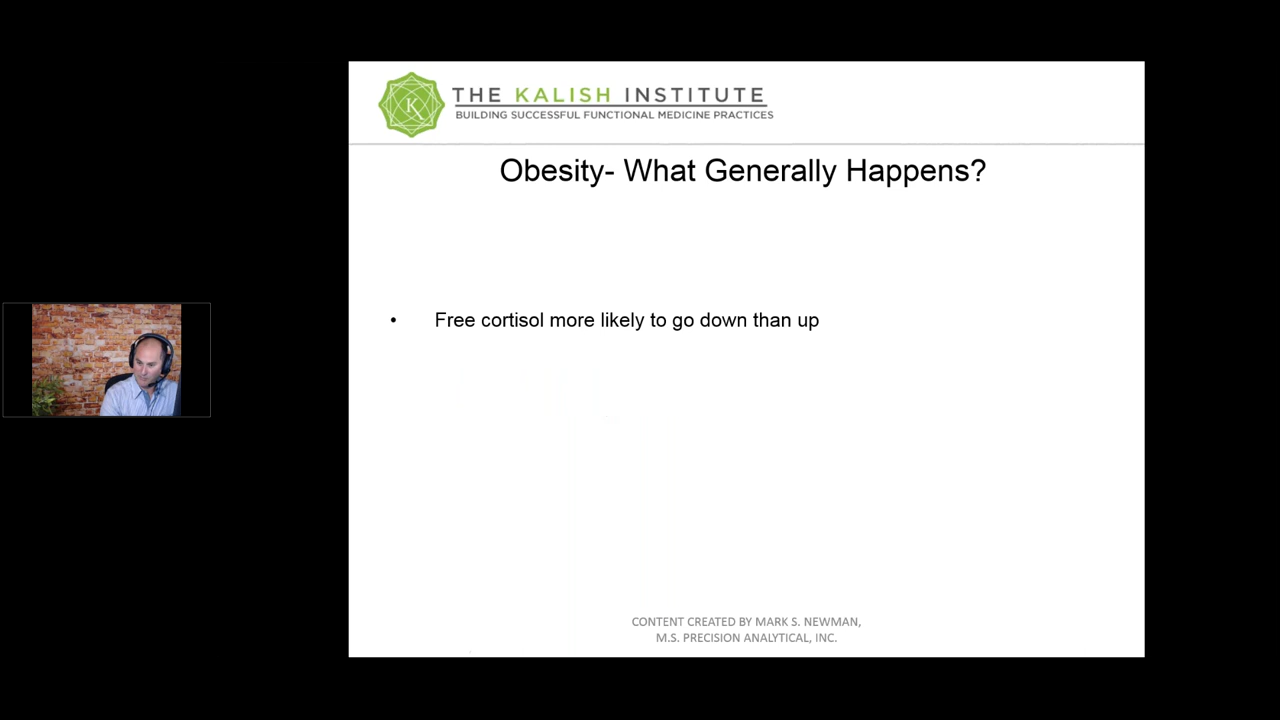 THE KALISH INSTITUTE
BUILDING SUCCESSFUL FUNCTIONAL MEDICINE PRACTICES
K
Obesity- What Generally Happens?
• Free cortisol more likely to go down than up
CONTENT CREATED BY MARK S. NEWMAN,
M.S. PRECISION ANALYTICAL, INC.